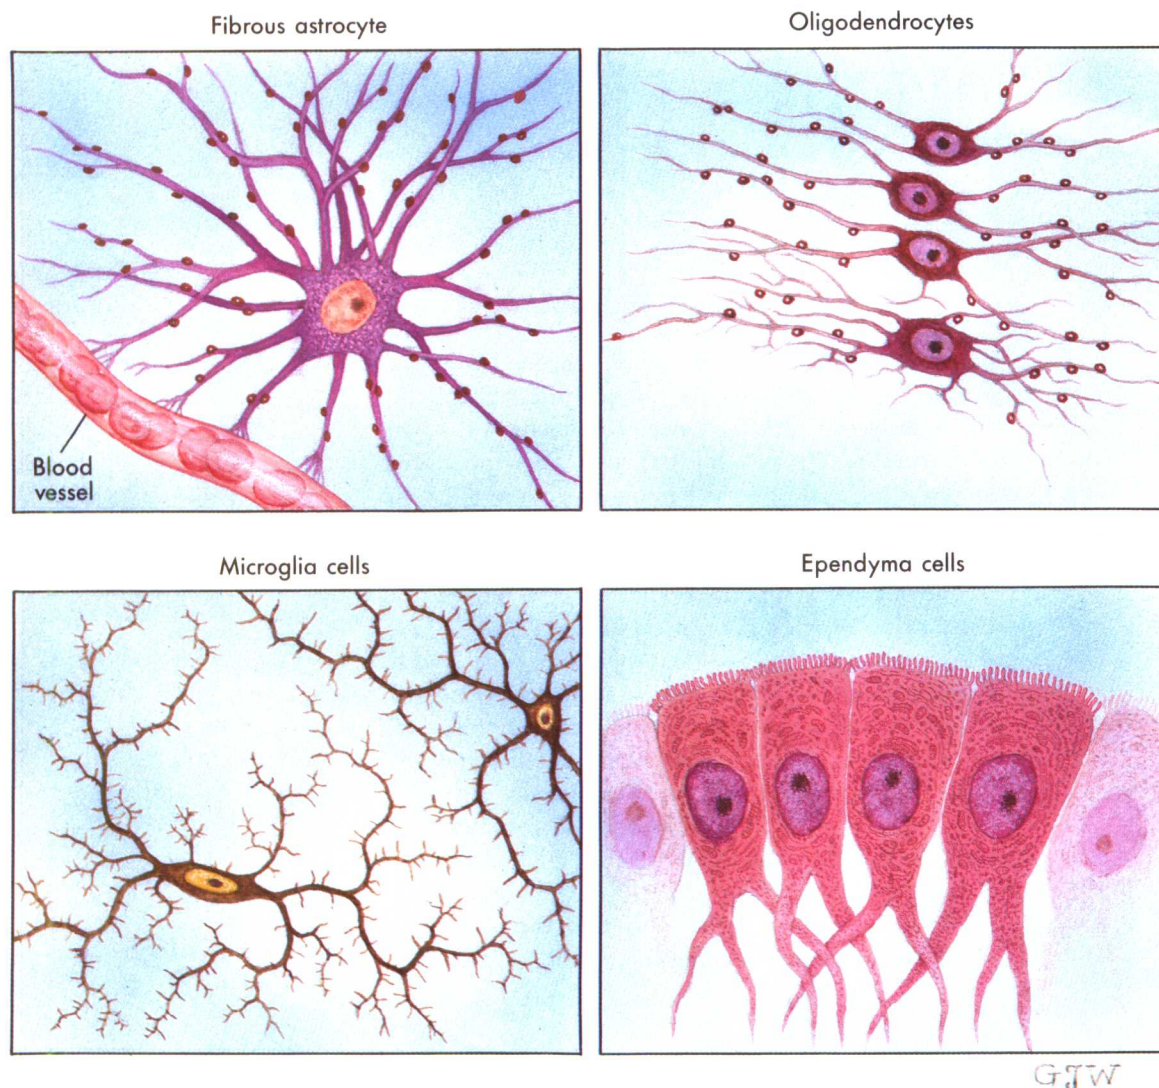 Fibrous astrocyte
Oligodendrocytes
Blood
vessel
Microglia cells
Ependyma cells
GJW